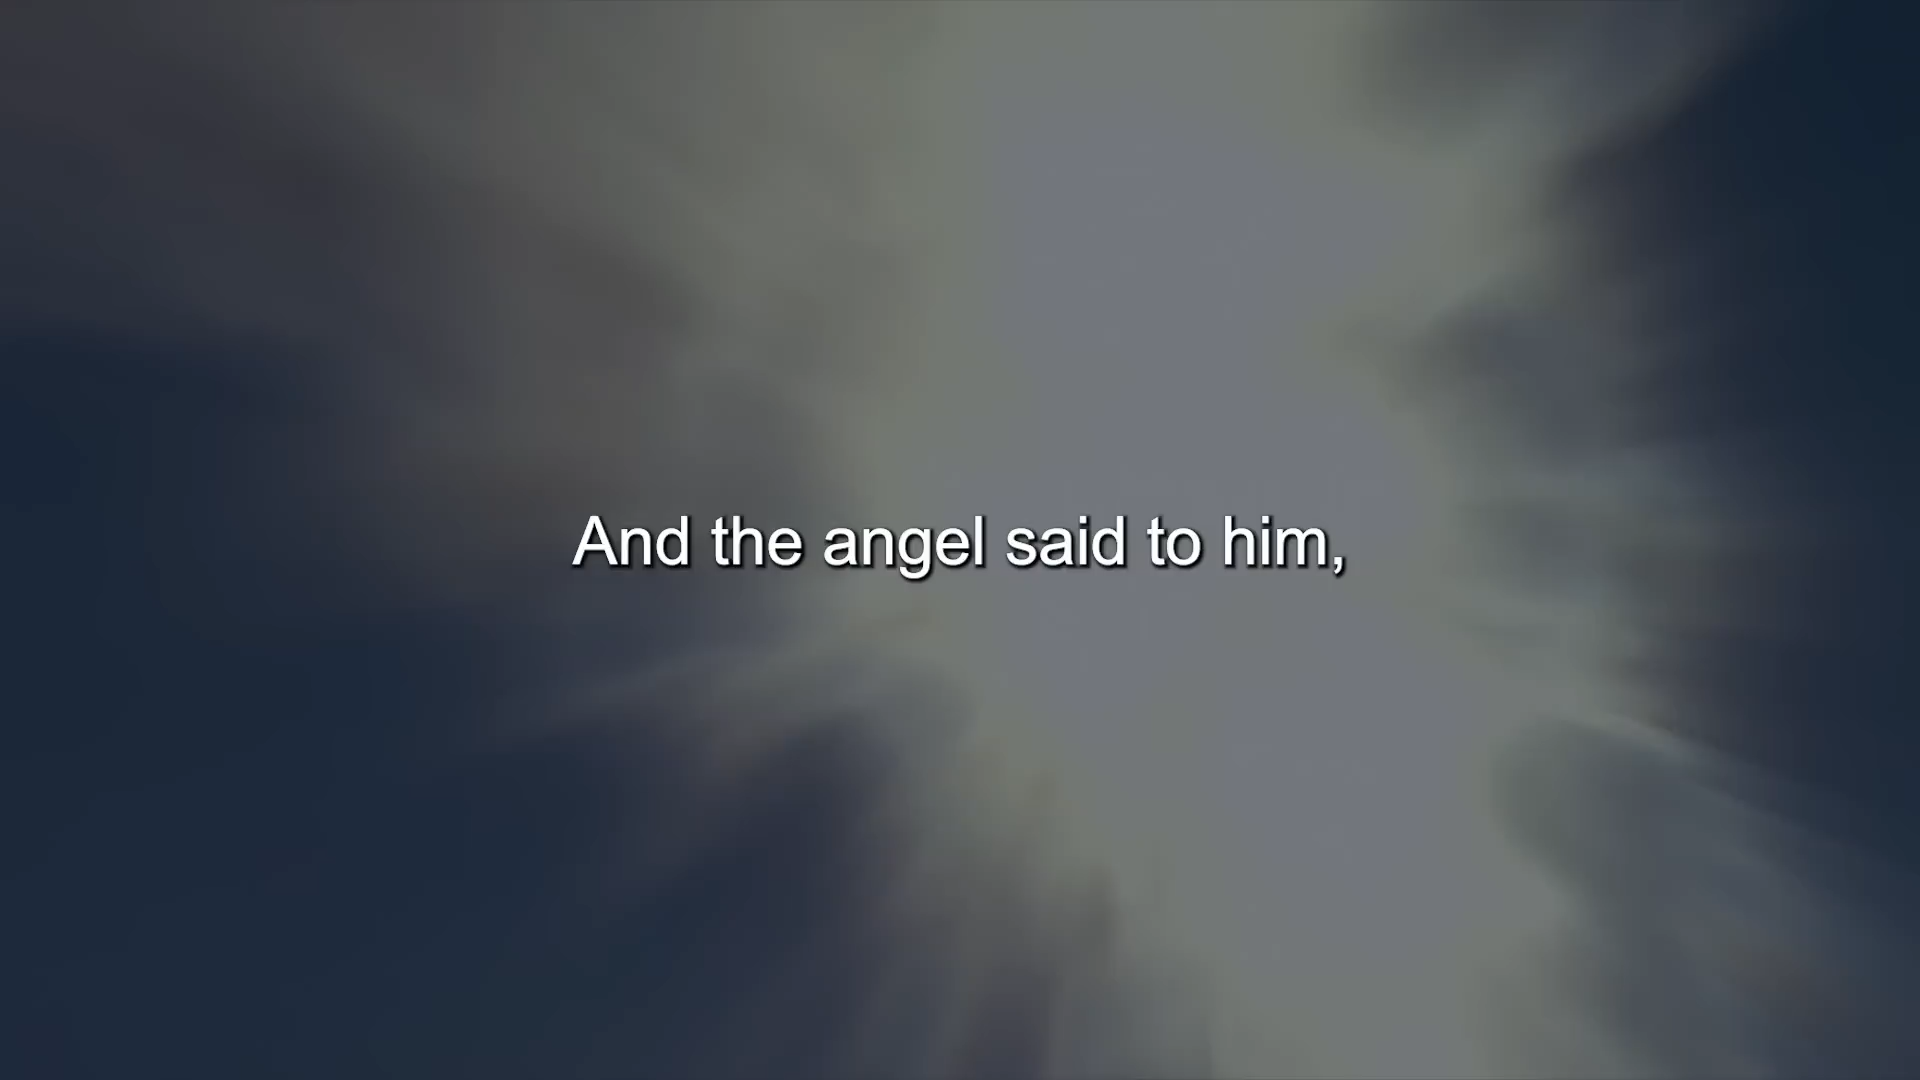 And the angel said to him,